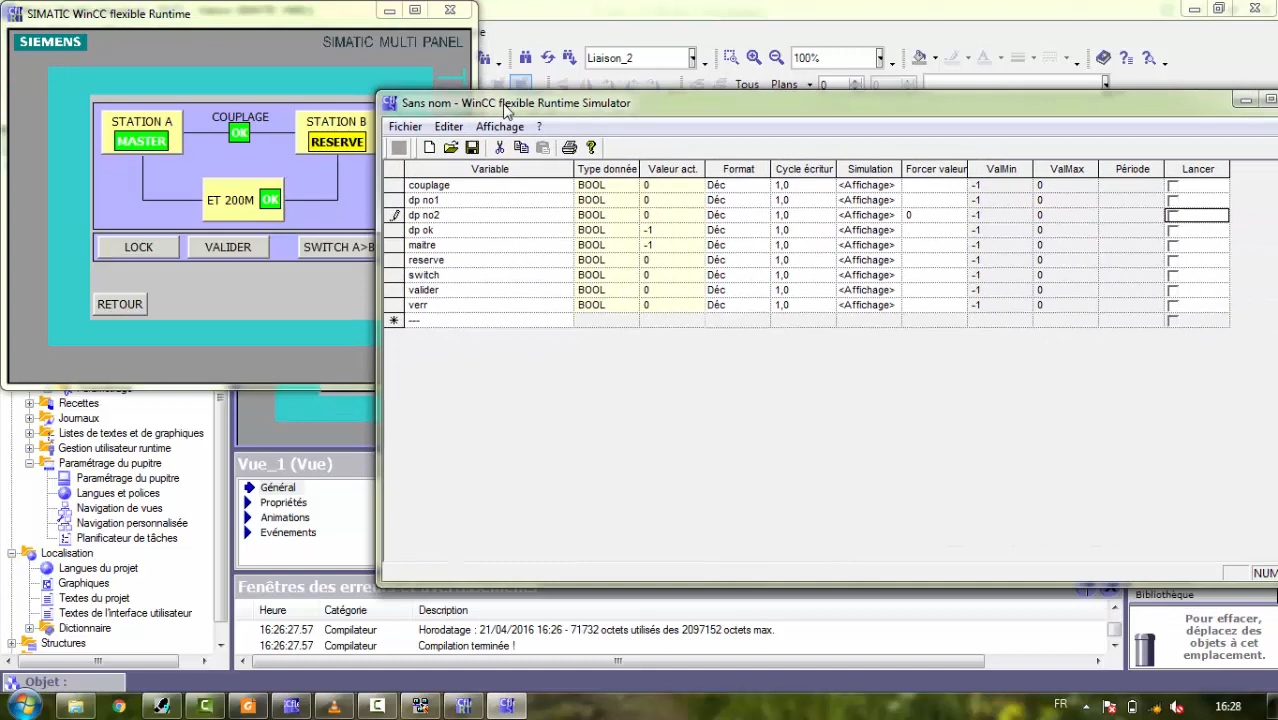 SIMATIC WinCC flexible Runtime
SIEMENS
SIMATIC MULTI PANEL
STATION A
MASTER
COUPLAGE
OK
STATION B
RESERVE
ET 200M
OK
LOCK
VALIDER
SWITCH A>B
RETOUR
Liaison_2
100%
Tous
Plans
0
Sans nom - WinCC flexible Runtime Simulator
Fichier Editer Affichage ?
Variable Type donnée Valeur act. Format Cycle écritur Simulation Forcer valeur ValMin ValMax Période Lancer
couplage BOOL 0 Déc 1,0 <Affichage> -1 0
dp no1 BOOL 0 Déc 1,0 <Affichage> -1 0
dp no2 BOOL 0 Déc 1,0 <Affichage> 0 -1 0
dp ok BOOL -1 Déc 1,0 <Affichage> -1 0
maitre BOOL -1 Déc 1,0 <Affichage> -1 0
reserve BOOL 0 Déc 1,0 <Affichage> -1 0
switch BOOL 0 Déc 1,0 <Affichage> -1 0
valider BOOL 0 Déc 1,0 <Affichage> -1 0
verr BOOL 0 Déc 1,0 <Affichage> -1 0
---
NUM
Recettes
Journaux
Listes de textes et de graphiques
Gestion utilisateur runtime
Paramétrage du pupitre
Paramétrage du pupitre
Langues et polices
Navigation de vues
Navigation personnalisée
Planificateur de tâches
Localisation
Langues du projet
Graphiques
Textes du projet
Textes de l'interface utilisateur
Dictionnaire
Structures
Objet :
Vue_1 (Vue)
Général
Propriétés
Animations
Evénements
Fenêtres des erreurs et avertissements
Heure Catégorie Description
16:26:27.57 Compilateur Horodatage : 21/04/2016 16:26 - 71732 octets utilisés des 2097152 octets max.
16:26:27.57 Compilateur Compilation terminée !
Bibliothèque
Pour effacer,
déplacez des
objets à cet
emplacement.
FR
16:28